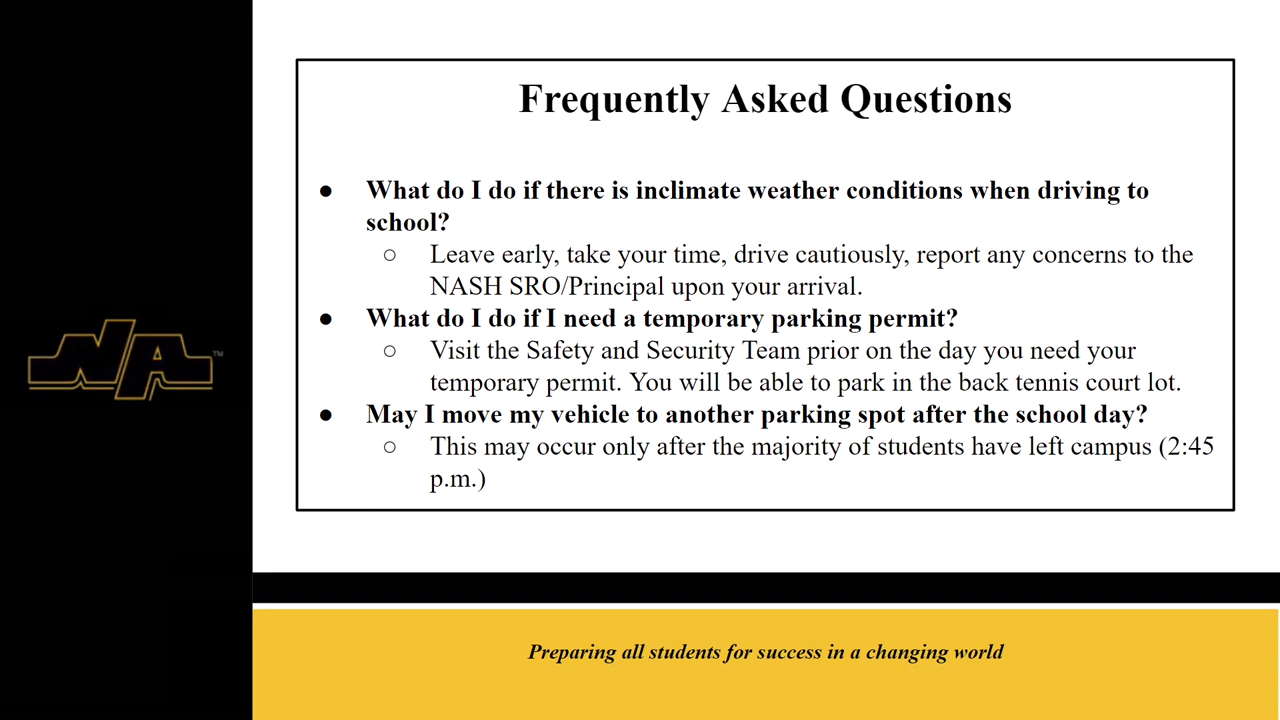 Frequently Asked Questions
● What do I do if there is inclimate weather conditions when driving to
school?
○ Leave early, take your time, drive cautiously, report any concerns to the
NASH SRO/Principal upon your arrival.
● What do I do if I need a temporary parking permit?
○ Visit the Safety and Security Team prior on the day you need your
temporary permit. You will be able to park in the back tennis court lot.
● May I move my vehicle to another parking spot after the school day?
○ This may occur only after the majority of students have left campus (2:45
p.m.)
NA™
Preparing all students for success in a changing world